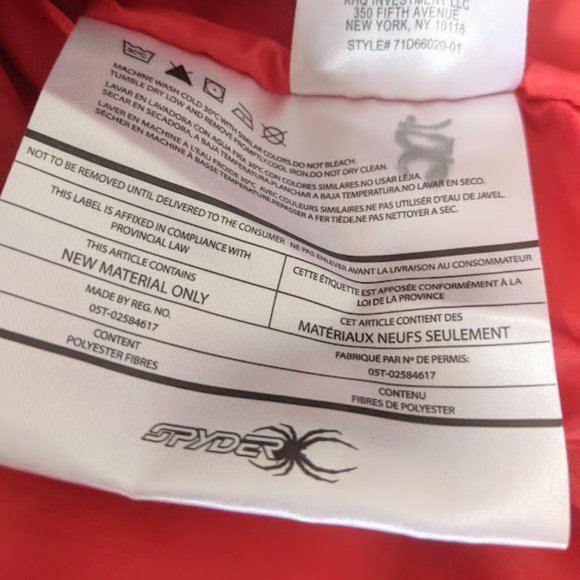 RHQ INVESTMENT LLC
350 FIFTH AVENUE
NEW YORK, NY 10118
STYLE# 71D66020-01
30°C
MACHINE WASH COLD 30°C WITH SIMILAR COLORS.DO NOT BLEACH.
TUMBLE DRY LOW AND REMOVE PROMPTLY.COOL IRON.DO NOT DRY CLEAN.
LAVAR EN LAVADORA CON AGUA FRIA 30°C CON COLORES SIMILARES.NO USAR LEJIA.
SECAR EN SECADORA, A BAJA TEMPERATURA.PLANCHAR A BAJA TEMPERATURA.NO LAVAR EN SECO.
LAVER EN MACHINE A L'EAU FROIDE 30°C AVEC COULEURS SIMILAIRES.NE PAS UTILISER D'EAU DE JAVEL.
SÉCHER EN MACHINE À BASSE TEMPERATURE.REPASSER A FER TIÈDE.NE PAS NETTOYER A SEC.
NOT TO BE REMOVED UNTIL DELIVERED TO THE CONSUMER
NE PAS ENLEVER AVANT LA LIVRAISON AU CONSOMMATEUR
THIS LABEL IS AFFIXED IN COMPLIANCE WITH
PROVINCIAL LAW
CETTE ÉTIQUETTE EST APPOSÉE CONFORMÉMENT À LA
LOI DE LA PROVINCE
THIS ARTICLE CONTAINS
NEW MATERIAL ONLY
CET ARTICLE CONTIENT DES
MATÉRIAUX NEUFS SEULEMENT
MADE BY REG. NO.
05T-02584617
FABRIQUÉ PAR Nº DE PERMIS:
05T-02584617
CONTENT
POLYESTER FIBRES
CONTENU
FIBRES DE POLYESTER
SPYDER